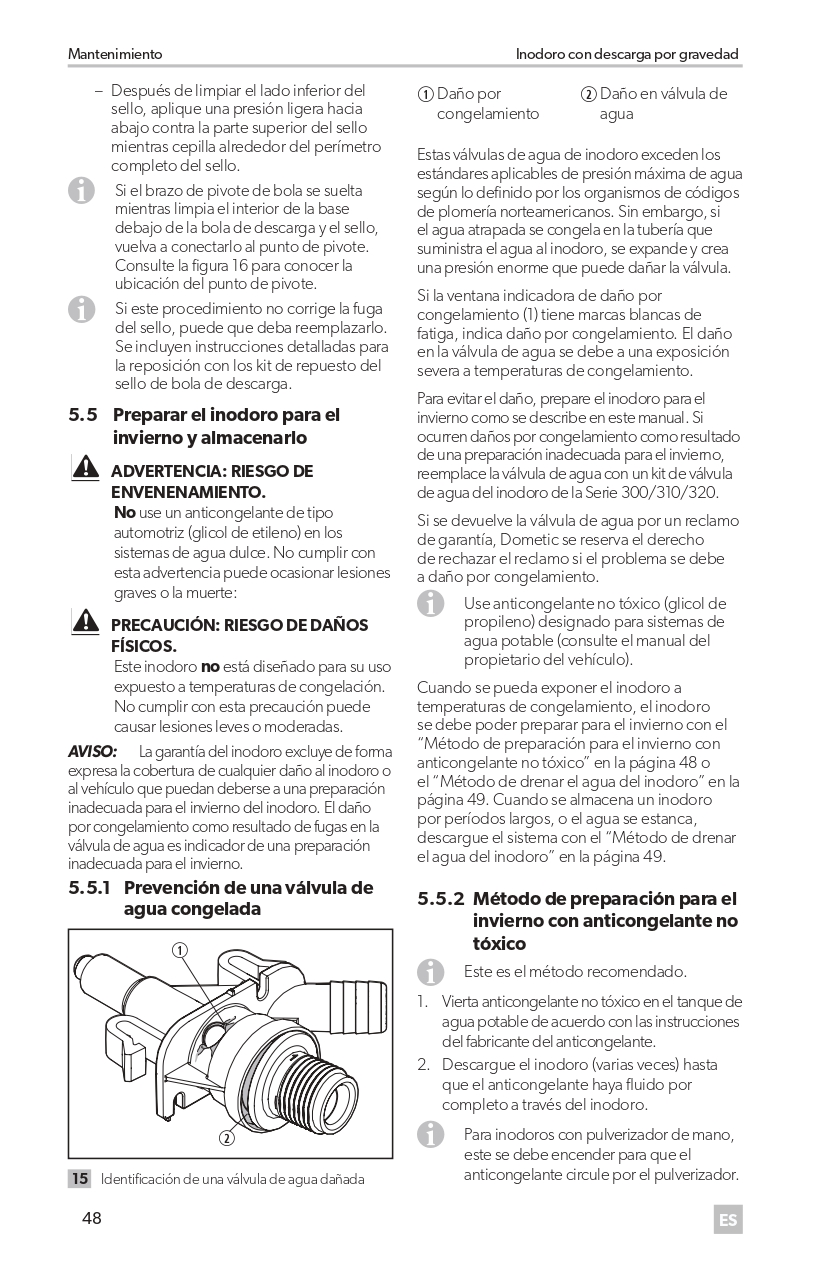 Mantenimiento
Inodoro con descarga por gravedad
– Después de limpiar el lado inferior del
sello, aplique una presión ligera hacia
abajo contra la parte superior del sello
mientras cepilla alrededor del perímetro
completo del sello.
Si el brazo de pivote de bola se suelta
mientras limpia el interior de la base
debajo de la bola de descarga y el sello,
vuelva a conectarlo al punto de pivote.
Consulte la figura 16 para conocer la
ubicación del punto de pivote.
Si este procedimiento no corrige la fuga
del sello, puede que deba reemplazarlo.
Se incluyen instrucciones detalladas para
la reposición con los kit de repuesto del
sello de bola de descarga.
5.5 Preparar el inodoro para el
invierno y almacenarlo
ADVERTENCIA: RIESGO DE
ENVENENAMIENTO.
No use un anticongelante de tipo
automotriz (glicol de etileno) en los
sistemas de agua dulce. No cumplir con
esta advertencia puede ocasionar lesiones
graves o la muerte:
PRECAUCIÓN: RIESGO DE DAÑOS
FÍSICOS.
Este inodoro no está diseñado para su uso
expuesto a temperaturas de congelación.
No cumplir con esta precaución puede
causar lesiones leves o moderadas.
AVISO: La garantía del inodoro excluye de forma
expresa la cobertura de cualquier daño al inodoro o
al vehículo que puedan deberse a una preparación
inadecuada para el invierno del inodoro. El daño
por congelamiento como resultado de fugas en la
válvula de agua es indicador de una preparación
inadecuada para el invierno.
5.5.1 Prevención de una válvula de
agua congelada
1
2
15 Identificación de una válvula de agua dañada
1 Daño por
congelamiento
2 Daño en válvula de
agua
Estas válvulas de agua de inodoro exceden los
estándares aplicables de presión máxima de agua
según lo definido por los organismos de códigos
de plomería norteamericanos. Sin embargo, si
el agua atrapada se congela en la tubería que
suministra el agua al inodoro, se expande y crea
una presión enorme que puede dañar la válvula.
Si la ventana indicadora de daño por
congelamiento (1) tiene marcas blancas de
fatiga, indica daño por congelamiento. El daño
en la válvula de agua se debe a una exposición
severa a temperaturas de congelamiento.
Para evitar el daño, prepare el inodoro para el
invierno como se describe en este manual. Si
ocurren daños por congelamiento como resultado
de una preparación inadecuada para el invierno,
reemplace la válvula de agua con un kit de válvula
de agua del inodoro de la Serie 300/310/320.
Si se devuelve la válvula de agua por un reclamo
de garantía, Dometic se reserva el derecho
de rechazar el reclamo si el problema se debe
a daño por congelamiento.
Use anticongelante no tóxico (glicol de
propileno) designado para sistemas de
agua potable (consulte el manual del
propietario del vehículo).
Cuando se pueda exponer el inodoro a
temperaturas de congelamiento, el inodoro
se debe poder preparar para el invierno con el
“Método de preparación para el invierno con
anticongelante no tóxico” en la página 48 o
el “Método de drenar el agua del inodoro” en la
página 49. Cuando se almacena un inodoro
por períodos largos, o el agua se estanca,
descargue el sistema con el “Método de drenar
el agua del inodoro” en la página 49.
5.5.2 Método de preparación para el
invierno con anticongelante no
tóxico
Este es el método recomendado.
1. Vierta anticongelante no tóxico en el tanque de
agua potable de acuerdo con las instrucciones
del fabricante del anticongelante.
2. Descargue el inodoro (varias veces) hasta
que el anticongelante haya fluido por
completo a través del inodoro.
Para inodoros con pulverizador de mano,
este se debe encender para que el
anticongelante circule por el pulverizador.
48
ES